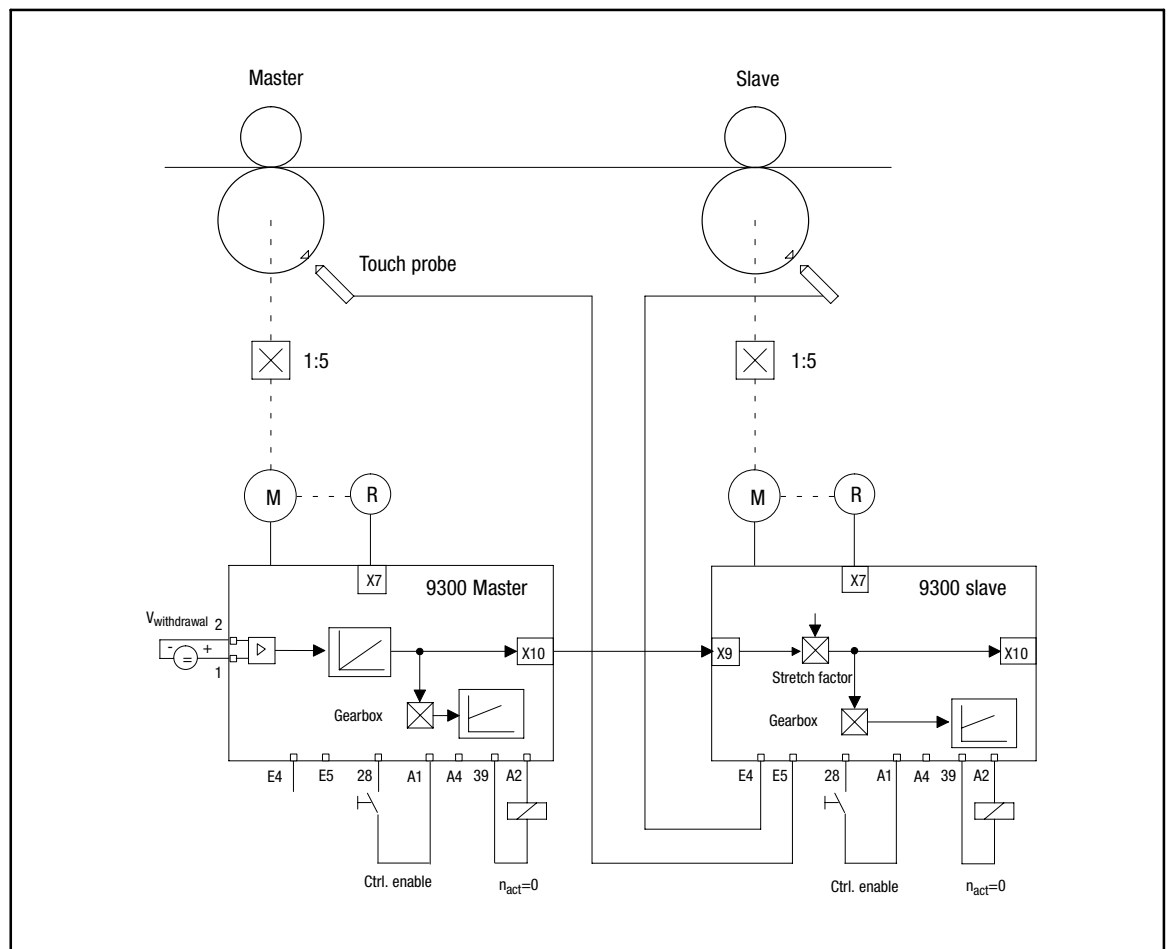 Master
Slave
Touch probe
1:5
1:5
M
R
M
R
X7
9300 Master
X7
9300 slave
Vwithdrawal 2
- +
=
1
X10
X9
Stretch factor
X10
Gearbox
Gearbox
E4 E5 28 A1 A4 39 A2
E4 E5 28 A1 A4 39 A2
Ctrl. enable
nact=0
Ctrl. enable
nact=0